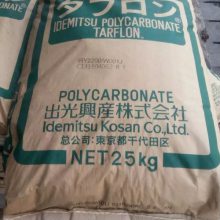 タフロン®
IDEMITSU POLYCARBONATE
TARFLON®
POLYCARBONATE
出光興産株式会社
Idemitsu Kosan Co.,Ltd.
总公司:東京都千代田区
NET25kg